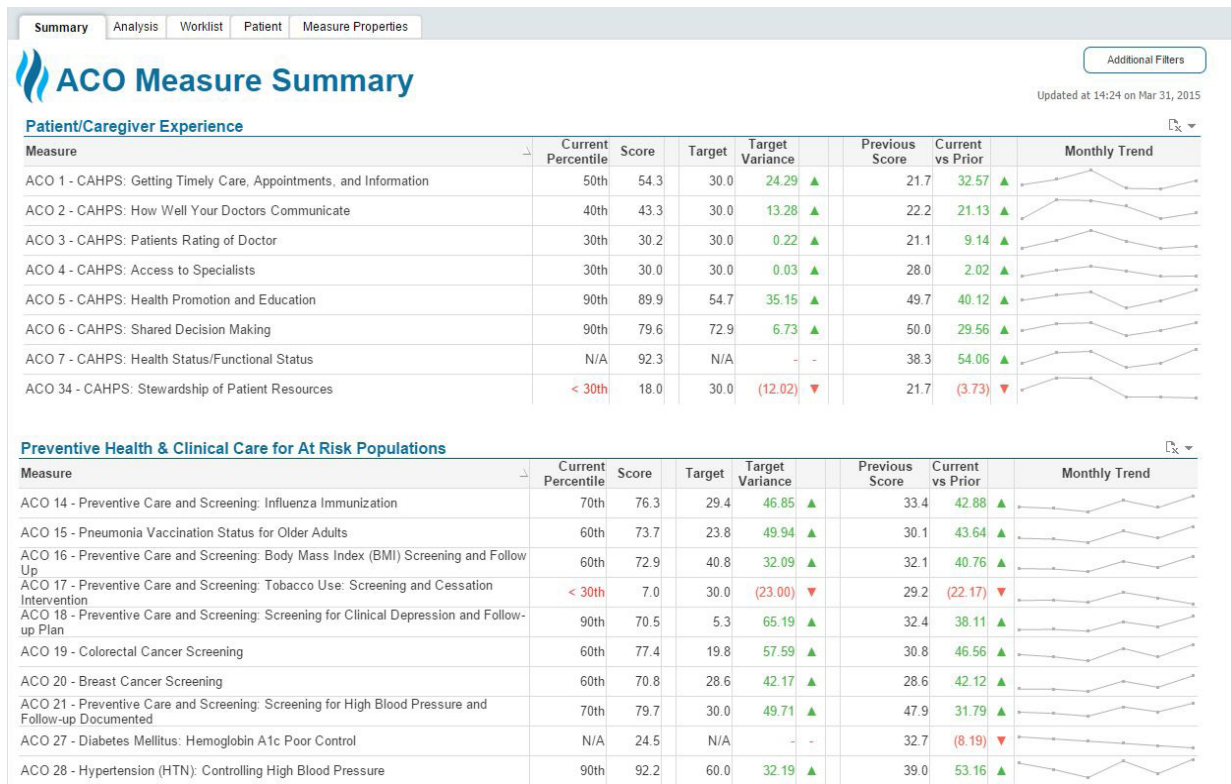 Summary Analysis Worklist Patient Measure Properties
Additional Filters
ACO Measure Summary
Updated at 14:24 on Mar 31, 2015
Patient/Caregiver Experience
Measure Current Percentile Score Target Target Variance Previous Score Current vs Prior Monthly Trend
ACO 1 - CAHPS: Getting Timely Care, Appointments, and Information 50th 54.3 30.0 24.29 ▲ 21.7 32.57 ▲
ACO 2 - CAHPS: How Well Your Doctors Communicate 40th 43.3 30.0 13.28 ▲ 22.2 21.13 ▲
ACO 3 - CAHPS: Patients Rating of Doctor 30th 30.2 30.0 0.22 ▲ 21.1 9.14 ▲
ACO 4 - CAHPS: Access to Specialists 30th 30.0 30.0 0.03 ▲ 28.0 2.02 ▲
ACO 5 - CAHPS: Health Promotion and Education 90th 89.9 54.7 35.15 ▲ 49.7 40.12 ▲
ACO 6 - CAHPS: Shared Decision Making 90th 79.6 72.9 6.73 ▲ 50.0 29.56 ▲
ACO 7 - CAHPS: Health Status/Functional Status N/A 92.3 N/A - - 38.3 54.06 ▲
ACO 34 - CAHPS: Stewardship of Patient Resources < 30th 18.0 30.0 (12.02) ▼ 21.7 (3.73) ▼
Preventive Health & Clinical Care for At Risk Populations
Measure Current Percentile Score Target Target Variance Previous Score Current vs Prior Monthly Trend
ACO 14 - Preventive Care and Screening: Influenza Immunization 70th 76.3 29.4 46.85 ▲ 33.4 42.88 ▲
ACO 15 - Pneumonia Vaccination Status for Older Adults 60th 73.7 23.8 49.94 ▲ 30.1 43.64 ▲
ACO 16 - Preventive Care and Screening: Body Mass Index (BMI) Screening and Follow
Up 60th 72.9 40.8 32.09 ▲ 32.1 40.76 ▲
ACO 17 - Preventive Care and Screening: Tobacco Use: Screening and Cessation
Intervention < 30th 7.0 30.0 (23.00) ▼ 29.2 (22.17) ▼
ACO 18 - Preventive Care and Screening: Screening for Clinical Depression and Follow-
up Plan 90th 70.5 5.3 65.19 ▲ 32.4 38.11 ▲
ACO 19 - Colorectal Cancer Screening 60th 77.4 19.8 57.59 ▲ 30.8 46.56 ▲
ACO 20 - Breast Cancer Screening 60th 70.8 28.6 42.17 ▲ 28.6 42.12 ▲
ACO 21 - Preventive Care and Screening: Screening for High Blood Pressure and
Follow-up Documented 70th 79.7 30.0 49.71 ▲ 47.9 31.79 ▲
ACO 27 - Diabetes Mellitus: Hemoglobin A1c Poor Control N/A 24.5 N/A - - 32.7 (8.19) ▼
ACO 28 - Hypertension (HTN): Controlling High Blood Pressure 90th 92.2 60.0 32.19 ▲ 39.0 53.16 ▲